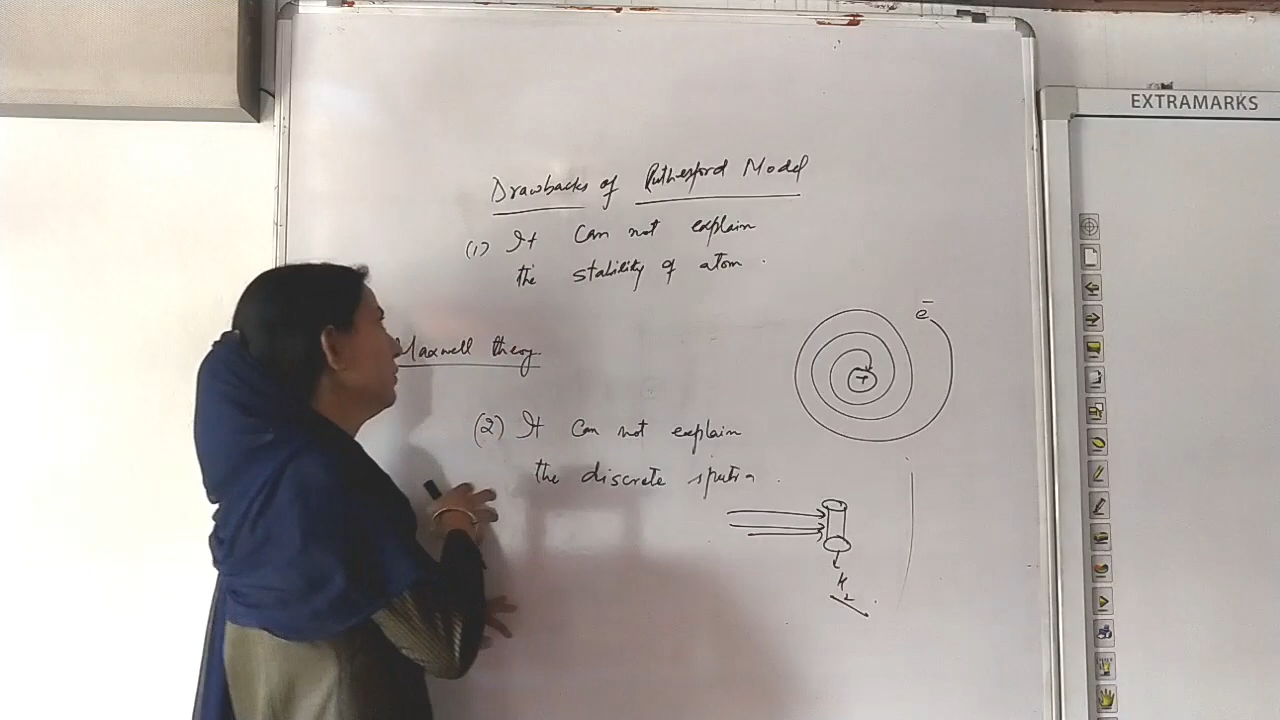 EXTRAMARKS
Drawbacks of Rutherford Model
(1) It can not explain
the stability of atom.
e-
+
Maxwell theory.
(2) It can not explain
the discrete spectra.
H2